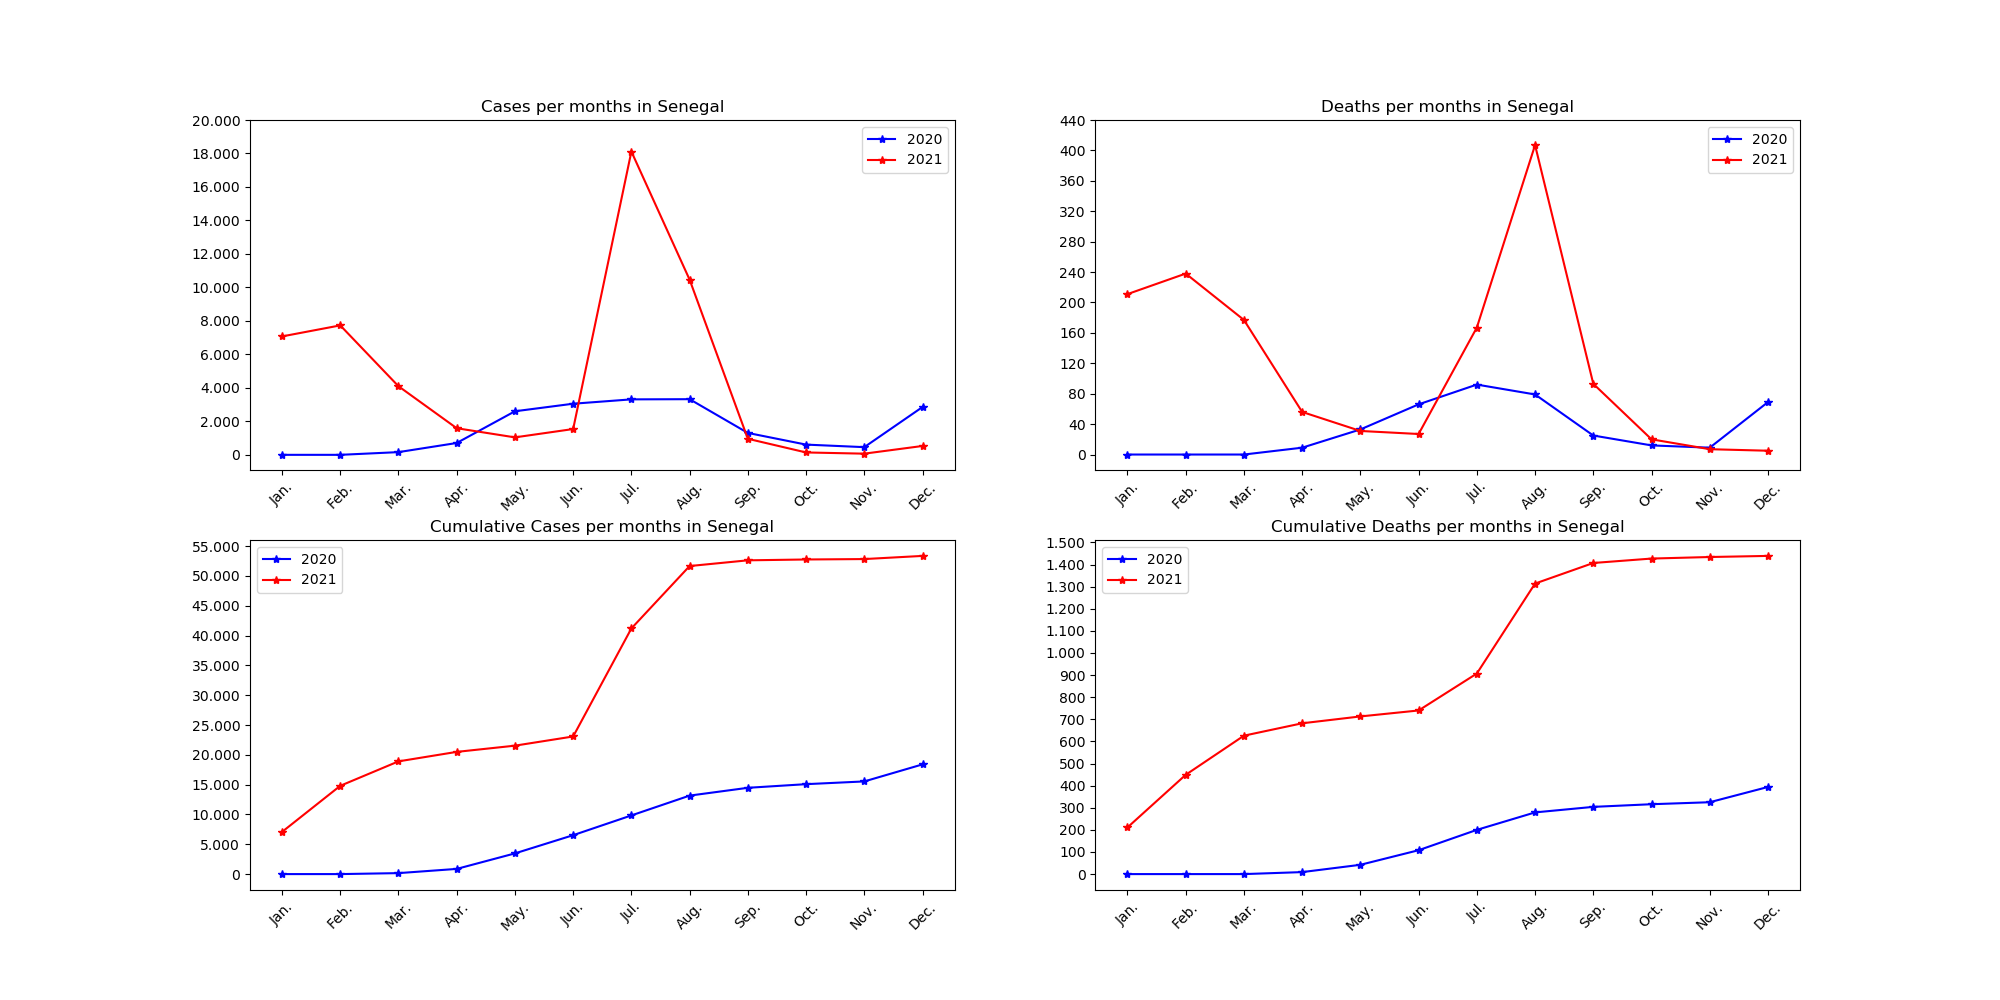 Cases per months in Senegal
20.000
18.000
16.000
14.000
12.000
10.000
8.000
6.000
4.000
2.000
0
2020
2021
Jan.
Feb.
Mar.
Apr.
May.
Jun.
Jul.
Aug.
Sep.
Oct.
Nov.
Dec.
Deaths per months in Senegal
440
400
360
320
280
240
200
160
120
80
40
0
2020
2021
Jan.
Feb.
Mar.
Apr.
May.
Jun.
Jul.
Aug.
Sep.
Oct.
Nov.
Dec.
Cumulative Cases per months in Senegal
55.000
50.000
45.000
40.000
35.000
30.000
25.000
20.000
15.000
10.000
5.000
0
2020
2021
Jan.
Feb.
Mar.
Apr.
May.
Jun.
Jul.
Aug.
Sep.
Oct.
Nov.
Dec.
Cumulative Deaths per months in Senegal
1.500
1.400
1.300
1.200
1.100
1.000
900
800
700
600
500
400
300
200
100
0
2020
2021
Jan.
Feb.
Mar.
Apr.
May.
Jun.
Jul.
Aug.
Sep.
Oct.
Nov.
Dec.